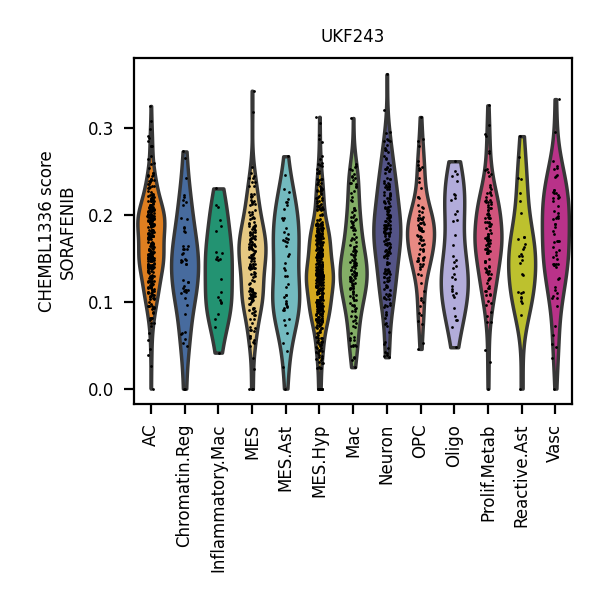 UKF243
CHEMBL1336 score
SORAFENIB
0.3
0.2
0.1
0.0
AC
Chromatin.Reg
Inflammatory.Mac
MES
MES.Ast
MES.Hyp
Mac
Neuron
OPC
Oligo
Prolif.Metab
Reactive.Ast
Vasc